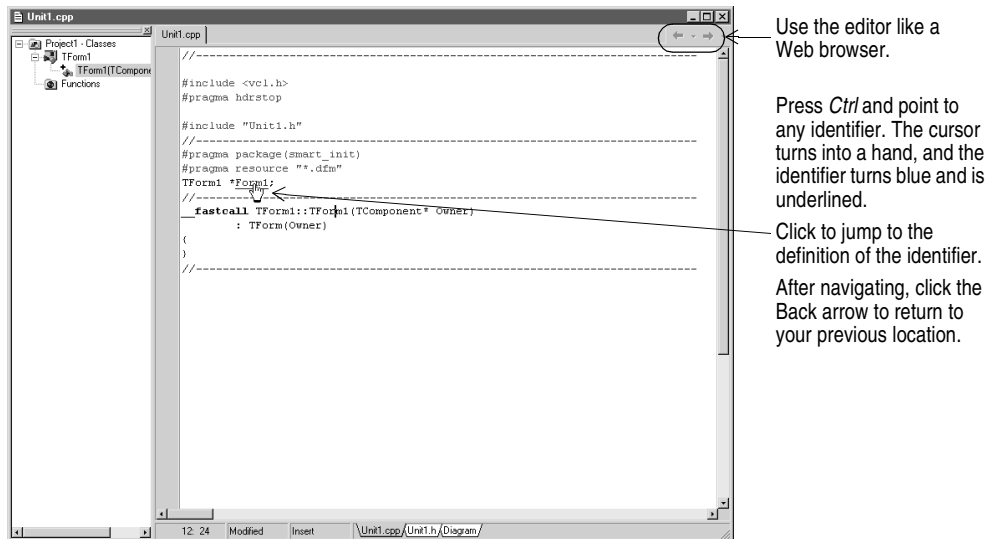 Unit1.cpp
Project1 - Classes
TForm1
TForm1(TCompone
Functions
Unit1.cpp
//---------------------------------------------------------------------------
#include <vcl.h>
#pragma hdrstop
#include "Unit1.h"
//---------------------------------------------------------------------------
#pragma package(smart_init)
#pragma resource "*.dfm"
TForm1 *Form1;
//---------------------------------------------------------------------------
__fastcall TForm1::TForm1(TComponent* Owner)
: TForm(Owner)
{
}
//---------------------------------------------------------------------------
12: 24 Modified Insert Unit1.cpp Unit1.h Diagram
Use the editor like a
Web browser.
Press Ctrl and point to
any identifier. The cursor
turns into a hand, and the
identifier turns blue and is
underlined.
Click to jump to the
definition of the identifier.
After navigating, click the
Back arrow to return to
your previous location.